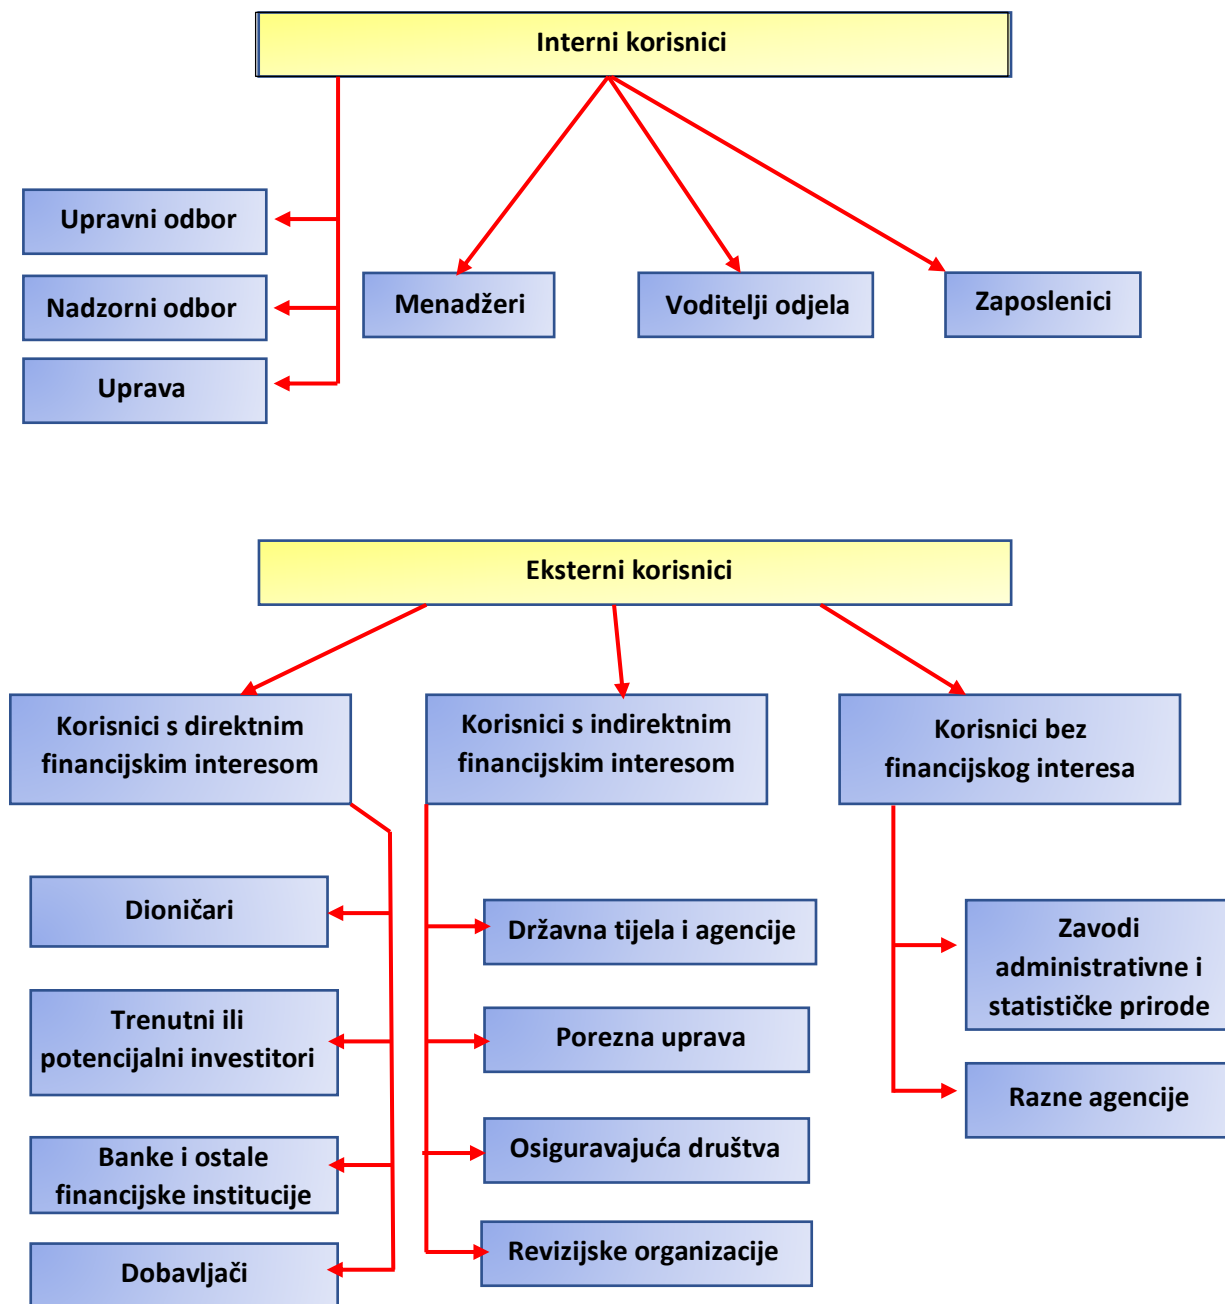 Interni korisnici
Upravni odbor
Nadzorni odbor
Uprava
Menadžeri
Voditelji odjela
Zaposlenici
Eksterni korisnici
Korisnici s direktnim
financijskim interesom
Korisnici s indirektnim
financijskim interesom
Korisnici bez
financijskog interesa
Dioničari
Trenutni ili
potencijalni investitori
Banke i ostale
financijske institucije
Dobavljači
Državna tijela i agencije
Porezna uprava
Osiguravajuća društva
Revizijske organizacije
Zavodi
administrativne i
statističke prirode
Razne agencije